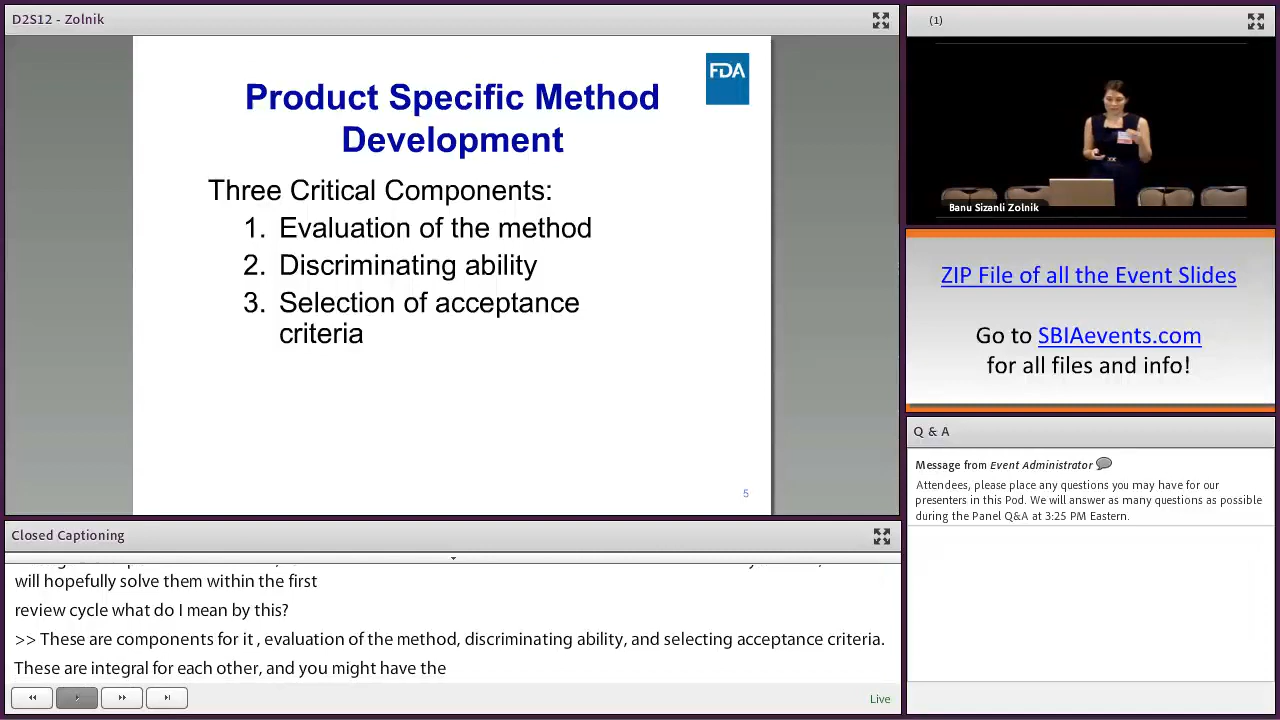 D2S12 - Zolnik
FDA
Product Specific Method
Development
Three Critical Components:
1. Evaluation of the method
2. Discriminating ability
3. Selection of acceptance
criteria
5
Closed Captioning
will hopefully solve them within the first
review cycle what do I mean by this?
>> These are components for it , evaluation of the method, discriminating ability, and selecting acceptance criteria.
These are integral for each other, and you might have the
Live
(1)
Banu Sizanli Zolnik
ZIP File of all the Event Slides
Go to SBIAevents.com
for all files and info!
Q & A
Message from Event Administrator
Attendees, please place any questions you may have for our
presenters in this Pod. We will answer as many questions as possible
during the Panel Q&A at 3:25 PM Eastern.